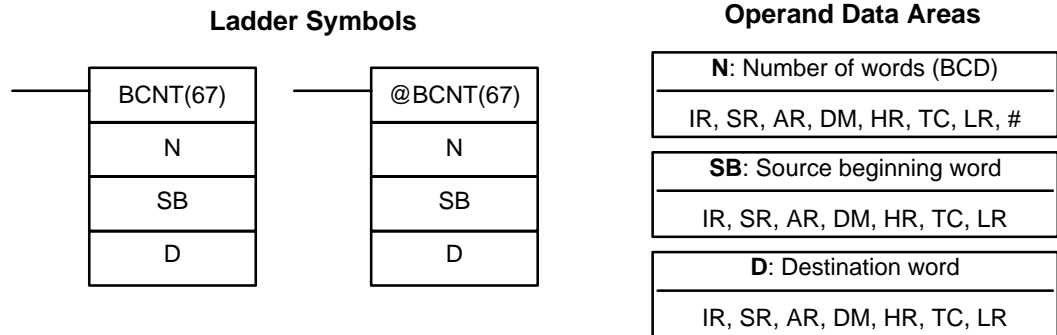 Ladder Symbols
BCNT(67)
N
SB
D
@BCNT(67)
N
SB
D
Operand Data Areas
N: Number of words (BCD)
IR, SR, AR, DM, HR, TC, LR, #
SB: Source beginning word
IR, SR, AR, DM, HR, TC, LR
D: Destination word
IR, SR, AR, DM, HR, TC, LR